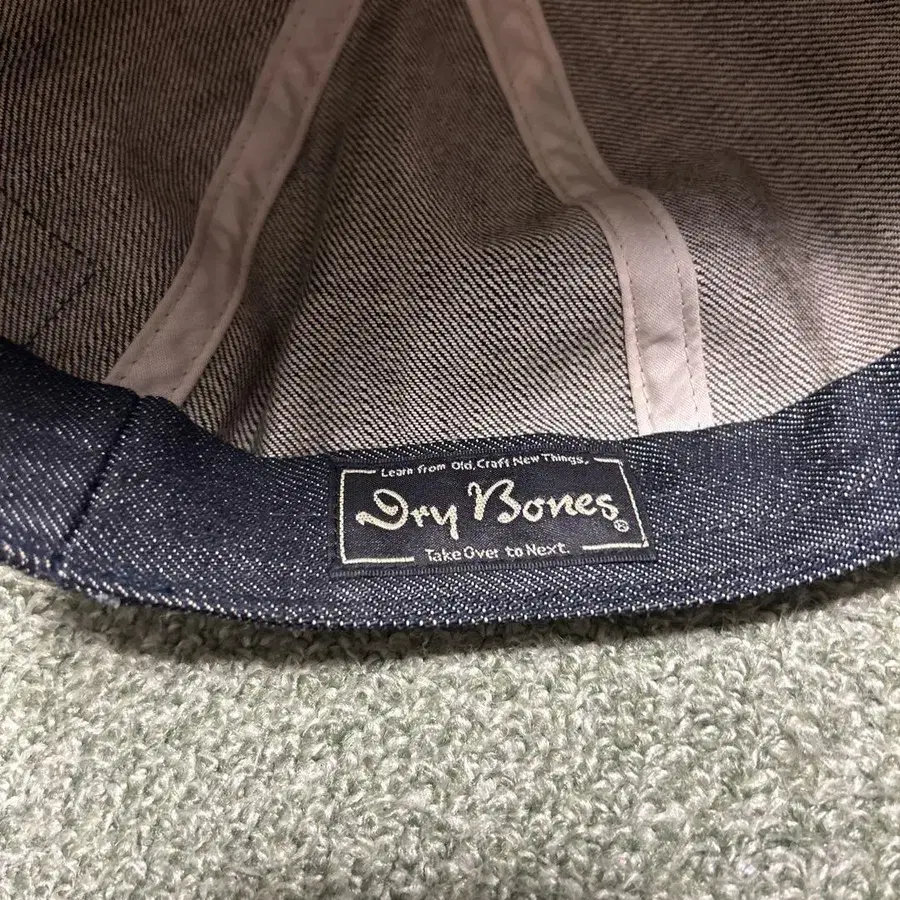 Learn from Old, Craft New Things.
Dry Bones®
Take Over to Next.